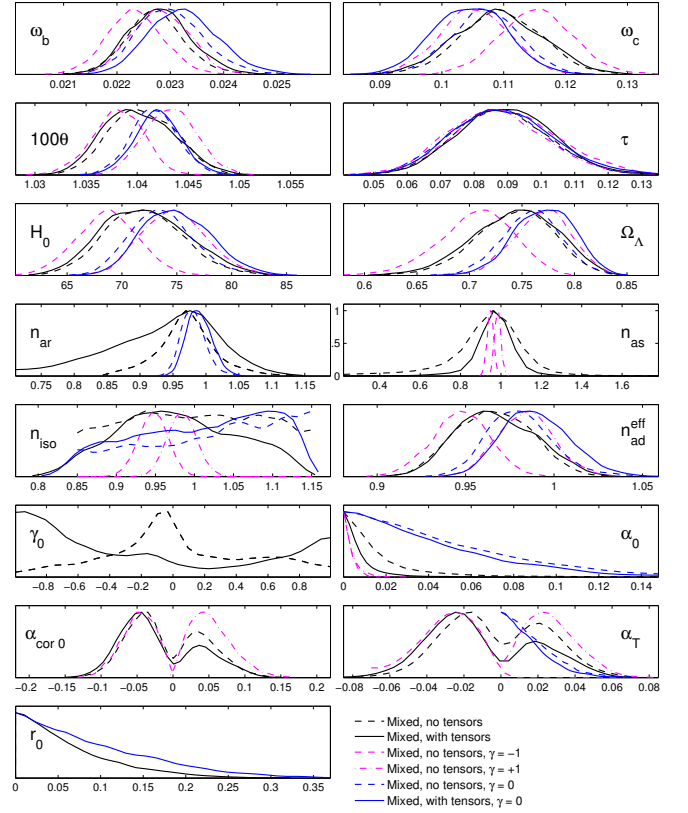 ω_b
0.021 0.022 0.023 0.024 0.025
ω_c
0.09 0.1 0.11 0.12 0.13
100θ
1.03 1.035 1.04 1.045 1.05 1.055
τ
0.05 0.06 0.07 0.08 0.09 0.1 0.11 0.12 0.13
H_0
65 70 75 80 85
Ω_Λ
0.6 0.65 0.7 0.75 0.8 0.85
n_ar
0.75 0.8 0.85 0.9 0.95 1 1.05 1.1 1.15
n_as
1
.5
0
0.4 0.6 0.8 1 1.2 1.4 1.6
n_iso
0.8 0.85 0.9 0.95 1 1.05 1.1 1.15
n_ad^eff
0.9 0.95 1 1.05
γ_0
−0.8 −0.6 −0.4 −0.2 0 0.2 0.4 0.6 0.8
α_0
0 0.02 0.04 0.06 0.08 0.1 0.12 0.14
α_cor 0
−0.2 −0.15 −0.1 −0.05 0 0.05 0.1 0.15 0.2
α_T
−0.08 −0.06 −0.04 −0.02 0 0.02 0.04 0.06 0.08
r_0
0 0.05 0.1 0.15 0.2 0.25 0.3 0.35
Mixed, no tensors
Mixed, with tensors
Mixed, no tensors, γ = −1
Mixed, no tensors, γ = +1
Mixed, no tensors, γ = 0
Mixed, with tensors, γ = 0